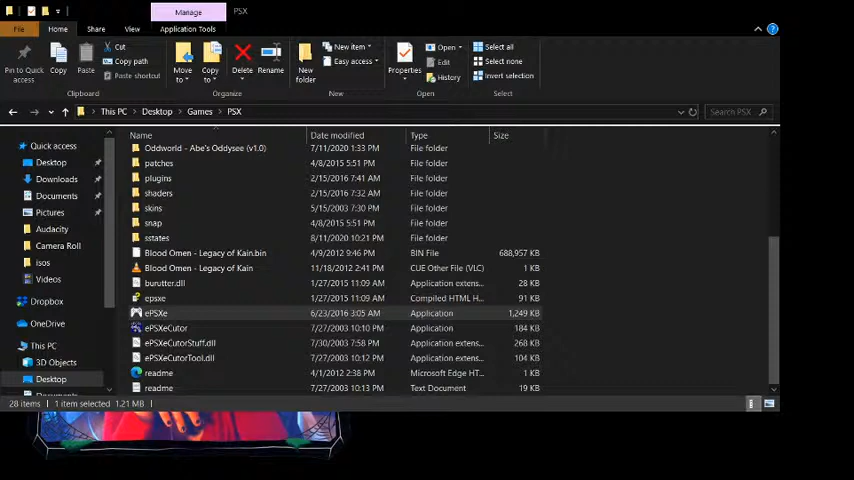 Manage
PSX
File
Home
Share
View
Application Tools
Pin to Quick access
Copy
Paste
Cut
Copy path
Paste shortcut
Clipboard
Move to
Copy to
Delete
Rename
Organize
New folder
New item
Easy access
New
Properties
Open
Edit
History
Open
Select all
Select none
Invert selection
Select
This PC > Desktop > Games > PSX
Search PSX
Quick access
Desktop
Downloads
Documents
Pictures
Audacity
Camera Roll
isos
Videos
Dropbox
OneDrive
This PC
3D Objects
Desktop
Name Date modified Type Size
Oddworld - Abe's Oddysee (v1.0) 7/11/2020 1:33 PM File folder
patches 4/8/2015 5:51 PM File folder
plugins 2/15/2016 7:41 AM File folder
shaders 2/15/2016 7:32 AM File folder
skins 5/15/2003 7:30 PM File folder
snap 4/8/2015 5:51 PM File folder
sstates 8/11/2020 10:21 PM File folder
Blood Omen - Legacy of Kain.bin 4/9/2012 9:46 PM BIN File 688,957 KB
Blood Omen - Legacy of Kain 11/18/2012 2:41 PM CUE Other File (VLC) 1 KB
burutter.dll 1/27/2015 11:09 AM Application extens... 28 KB
epsxe 1/27/2015 11:09 AM Compiled HTML H... 91 KB
ePSXe 6/23/2016 3:05 AM Application 1,249 KB
ePSXeCutor 7/27/2003 10:10 PM Application 184 KB
ePSXeCutorStuff.dll 7/30/2003 7:58 PM Application extens... 268 KB
ePSXeCutorTool.dll 7/27/2003 10:12 PM Application extens... 104 KB
readme 4/1/2012 2:38 PM Microsoft Edge HT... 1 KB
readme 7/27/2003 10:13 PM Text Document 19 KB
28 items 1 item selected 1.21 MB